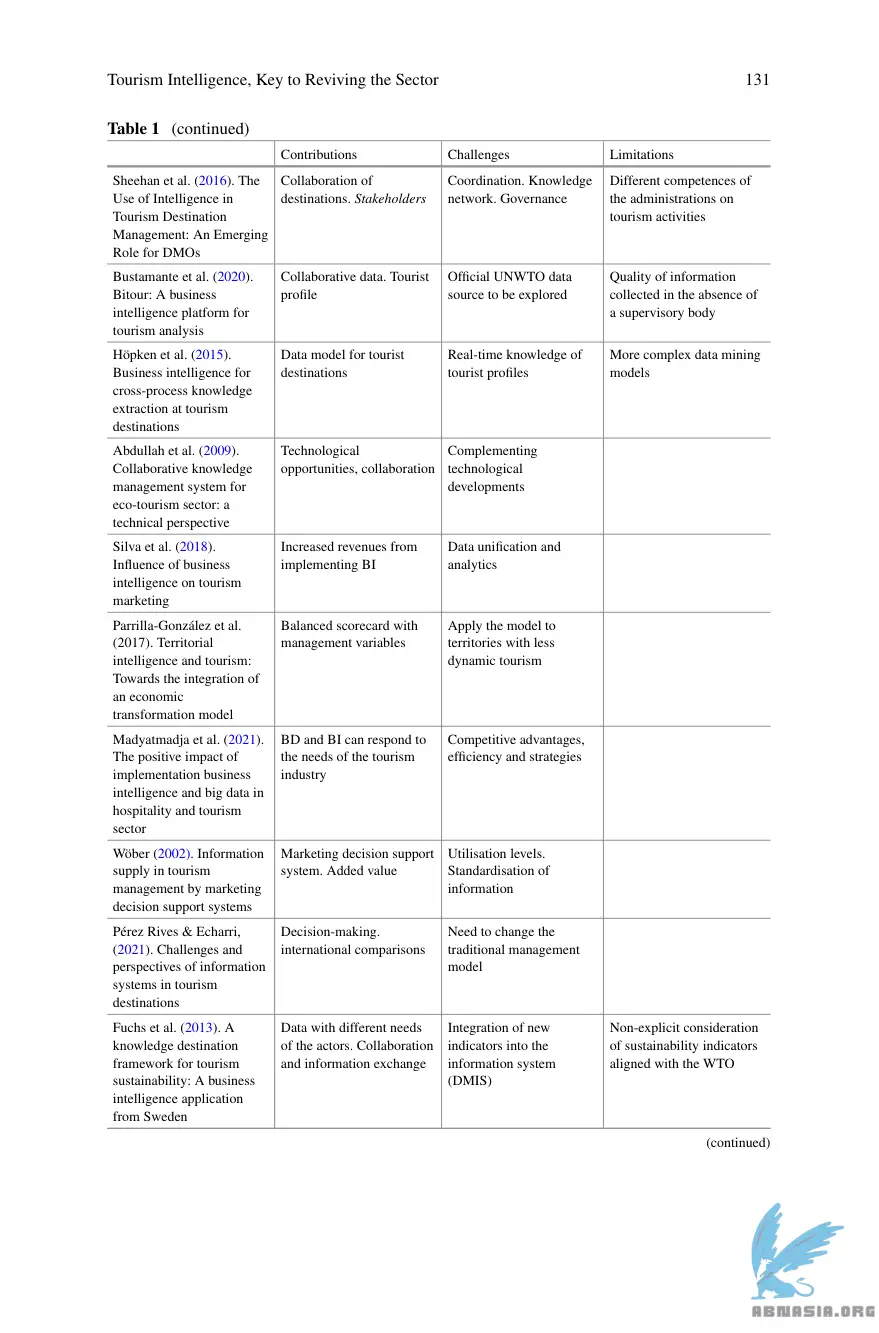 Tourism Intelligence, Key to Reviving the Sector 131
Table 1 (continued)
Contributions Challenges Limitations
Sheehan et al. (2016). The Collaboration of Coordination. Knowledge Different competences of
Use of Intelligence in destinations. Stakeholders network. Governance the administrations on
Tourism Destination tourism activities
Management: An Emerging
Role for DMOs
Bustamante et al. (2020). Collaborative data. Tourist Official UNWTO data Quality of information
Bitour: A business profile source to be explored collected in the absence of
intelligence platform for a supervisory body
tourism analysis
Höpken et al. (2015). Data model for tourist Real-time knowledge of More complex data mining
Business intelligence for destinations tourist profiles models
cross-process knowledge
extraction at tourism
destinations
Abdullah et al. (2009). Technological Complementing
Collaborative knowledge opportunities, collaboration technological
management system for developments
eco-tourism sector: a
technical perspective
Silva et al. (2018). Increased revenues from Data unification and
Influence of business implementing BI analytics
intelligence on tourism
marketing
Parrilla-González et al. Balanced scorecard with Apply the model to
(2017). Territorial management variables territories with less
intelligence and tourism: dynamic tourism
Towards the integration of
an economic
transformation model
Madyatmadja et al. (2021). BD and BI can respond to Competitive advantages,
The positive impact of the needs of the tourism efficiency and strategies
implementation business industry
intelligence and big data in
hospitality and tourism
sector
Wöber (2002). Information Marketing decision support Utilisation levels.
supply in tourism system. Added value Standardisation of
management by marketing information
decision support systems
Pérez Rives & Echarri, Decision-making. Need to change the
(2021). Challenges and international comparisons traditional management
perspectives of information model
systems in tourism
destinations
Fuchs et al. (2013). A Data with different needs Integration of new Non-explicit consideration
knowledge destination of the actors. Collaboration indicators into the of sustainability indicators
framework for tourism and information exchange information system aligned with the WTO
sustainability: A business (DMIS)
intelligence application
from Sweden
(continued)
ABNASIA.ORG